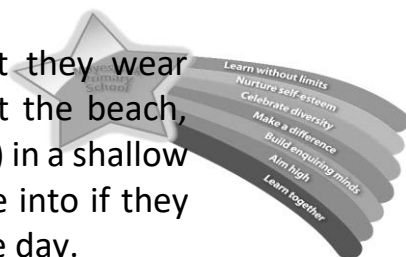 t they wear
t the beach,
) in a shallow
e into if they
e day.
Primary
School
Learn without limits
Nurture self-esteem
Celebrate diversity
Make a difference
Build enquiring minds
Aim high
Learn together